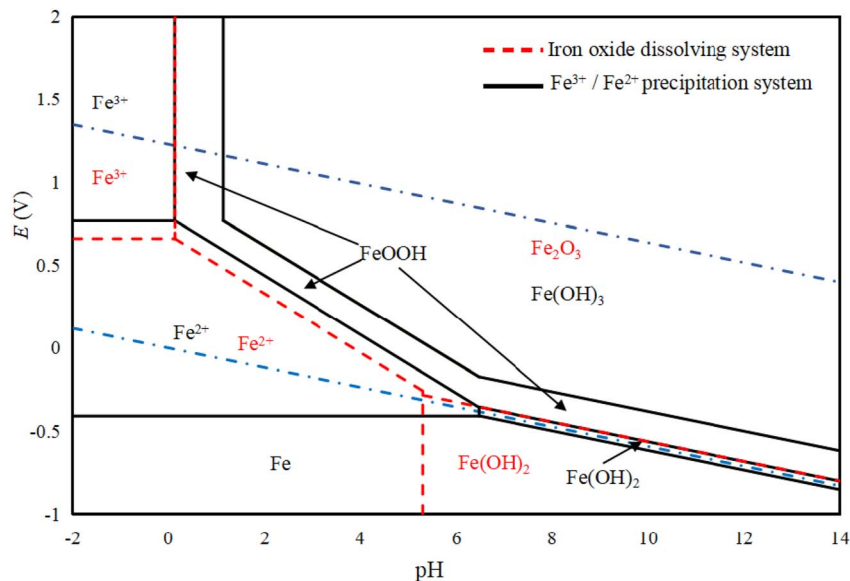 2
1.5
1
0.5
0
-0.5
-1
E (V)
-2
0
2
4
6
8
10
12
14
pH
Iron oxide dissolving system
Fe³⁺ / Fe²⁺ precipitation system
Fe³⁺
Fe³⁺
FeOOH
Fe₂O₃
Fe(OH)₃
Fe²⁺
Fe²⁺
Fe
Fe(OH)₂
Fe(OH)₂